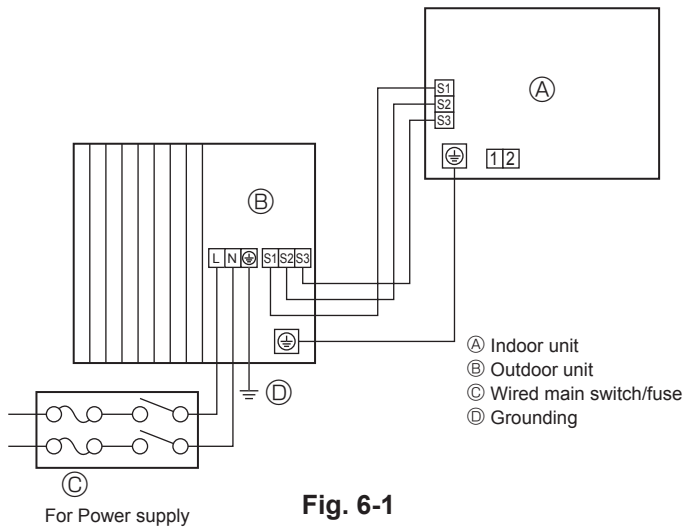 S1
S2
S3
Ⓐ
1 2
Ⓑ
L N S1 S2 S3
Ⓓ
Ⓐ Indoor unit
Ⓑ Outdoor unit
Ⓒ Wired main switch/fuse
Ⓓ Grounding
Ⓒ
For Power supply
Fig. 6-1